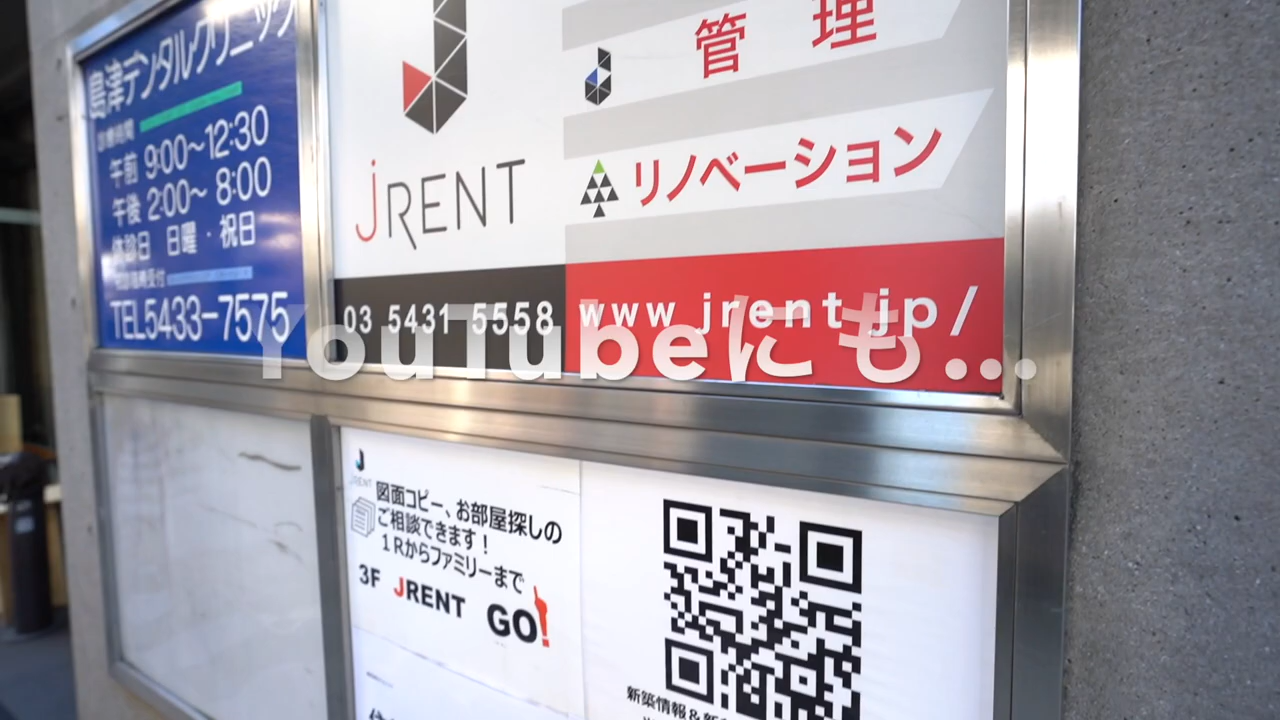 島津デンタルクリニック
診療時間
午前 9:00〜12:30
午後 2:00〜 8:00
休診日 日曜・祝日
TEL5433-7575
管理
リノベーション
JRENT
03 5431 5558
www.jrent.jp/
YouTubeにも...
JRENT
図面コピー、お部屋探しの
ご相談できます！
１Rからファミリーまで
3F JRENT GO!
新築情報&新